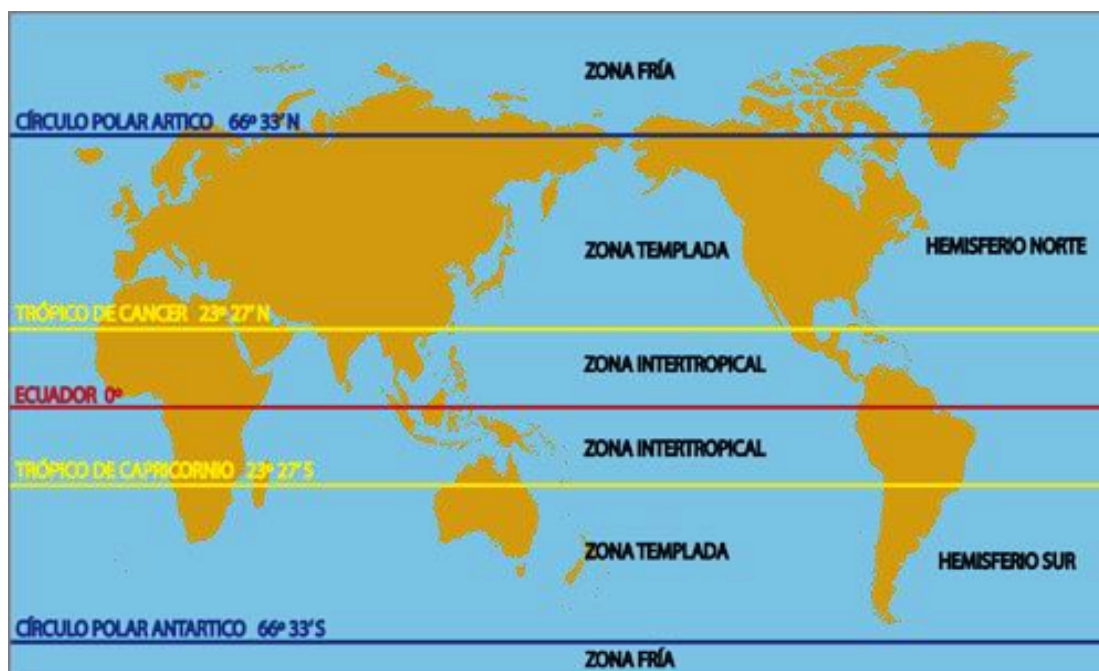 ZONA FRÍA
CÍRCULO POLAR ARTICO 66º 33'N
ZONA TEMPLADA
HEMISFERIO NORTE
TRÓPICO DE CANCER 23º 27'N
ZONA INTERTROPICAL
ECUADOR 0º
ZONA INTERTROPICAL
TRÓPICO DE CAPRICORNIO 23º 27'S
ZONA TEMPLADA
HEMISFERIO SUR
CÍRCULO POLAR ANTARTICO 66º 33'S
ZONA FRÍA